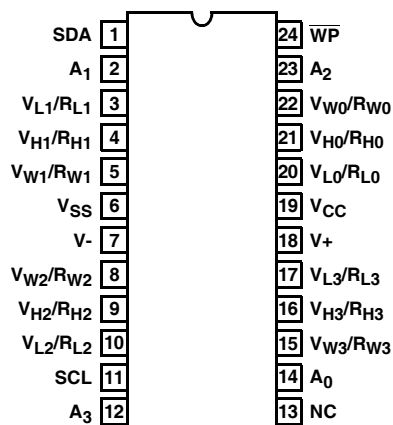 SDA 1 24 W̅P̅
A1 2 23 A2
VL1/RL1 3 22 VW0/RW0
VH1/RH1 4 21 VH0/RH0
VW1/RW1 5 20 VL0/RL0
VSS 6 19 VCC
V- 7 18 V+
VW2/RW2 8 17 VL3/RL3
VH2/RH2 9 16 VH3/RH3
VL2/RL2 10 15 VW3/RW3
SCL 11 14 A0
A3 12 13 NC